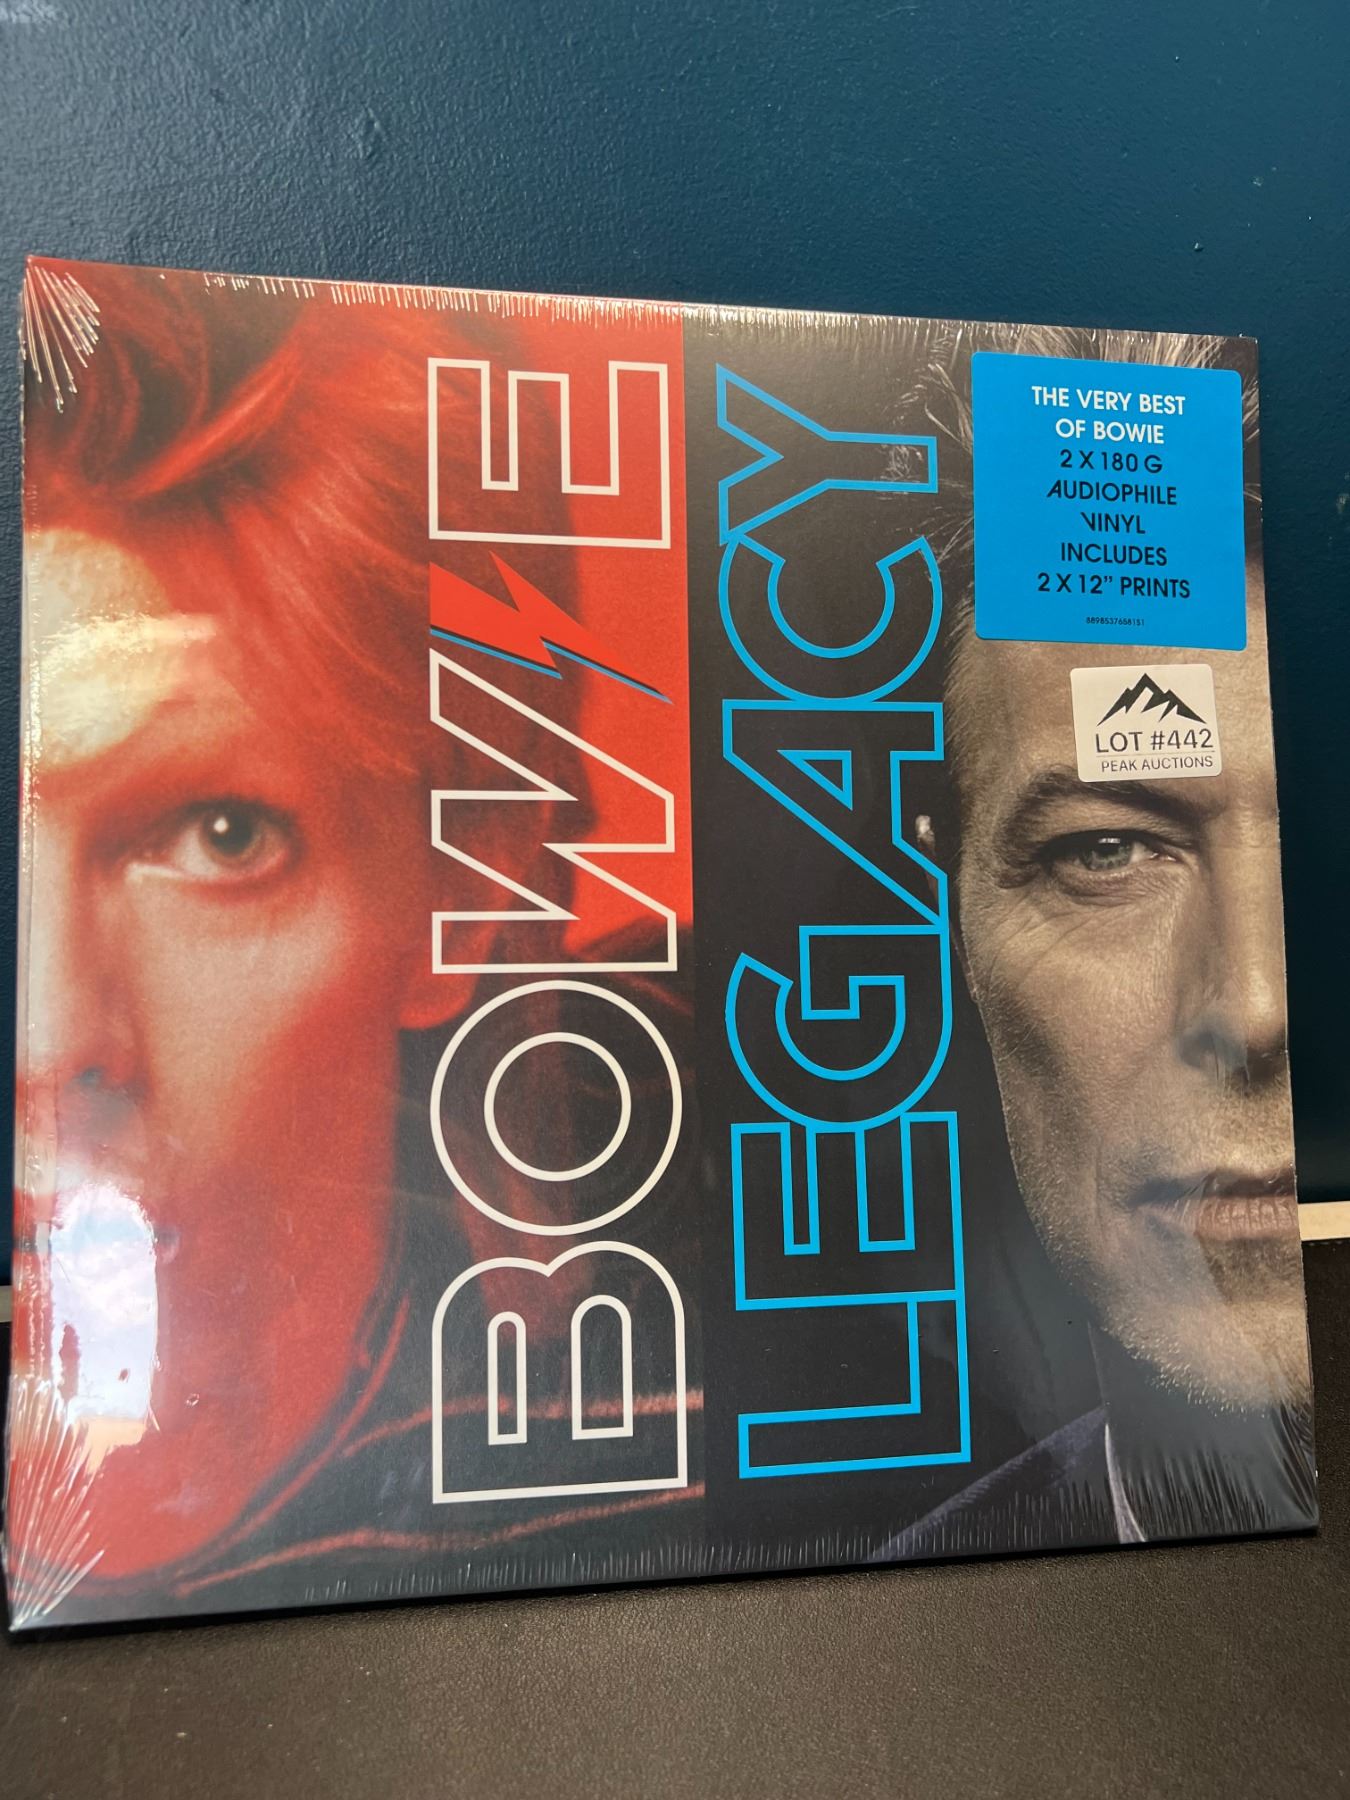 BOWIE
LEGACY
THE VERY BEST
OF BOWIE
2 X 180 G
AUDIOPHILE
VINYL
INCLUDES
2 X 12” PRINTS
8898537658151
LOT #442
PEAK AUCTIONS